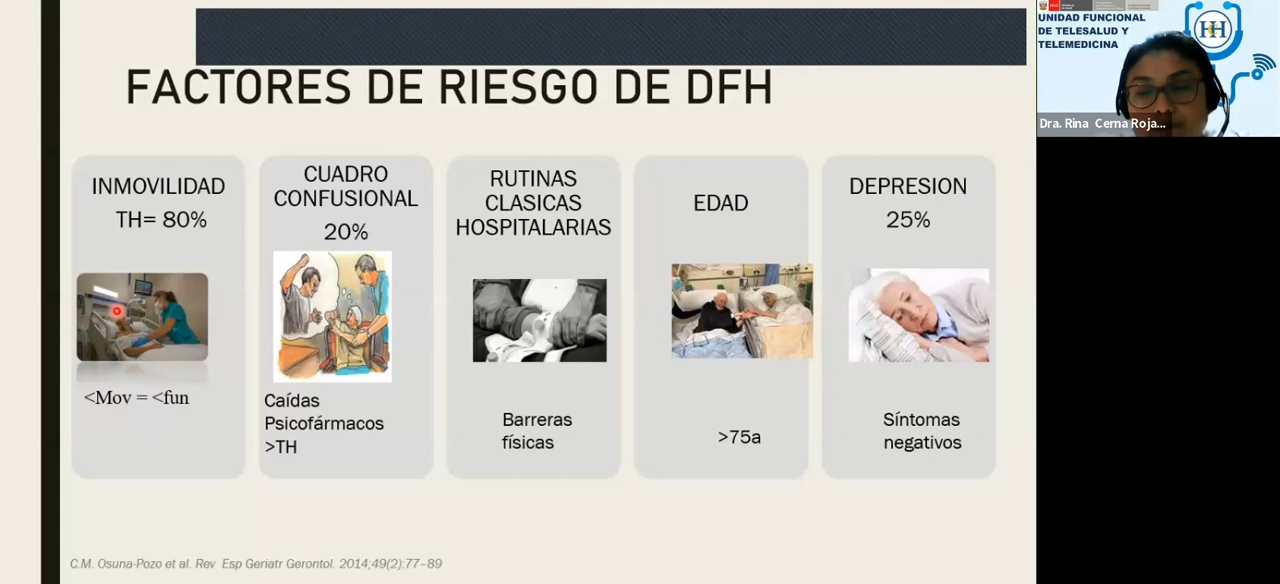 FACTORES DE RIESGO DE DFH
INMOVILIDAD
TH= 80%
<Mov = <fun
CUADRO
CONFUSIONAL
20%
Caídas
Psicofármacos
>TH
RUTINAS
CLASICAS
HOSPITALARIAS
Barreras
físicas
EDAD
>75a
DEPRESION
25%
Síntomas
negativos
C.M. Osuna-Pozo et al. Rev Esp Geriatr Gerontol. 2014;49(2):77–89
UNIDAD FUNCIONAL
DE TELESALUD Y
TELEMEDICINA
Dra. Rina Cerna Roja...